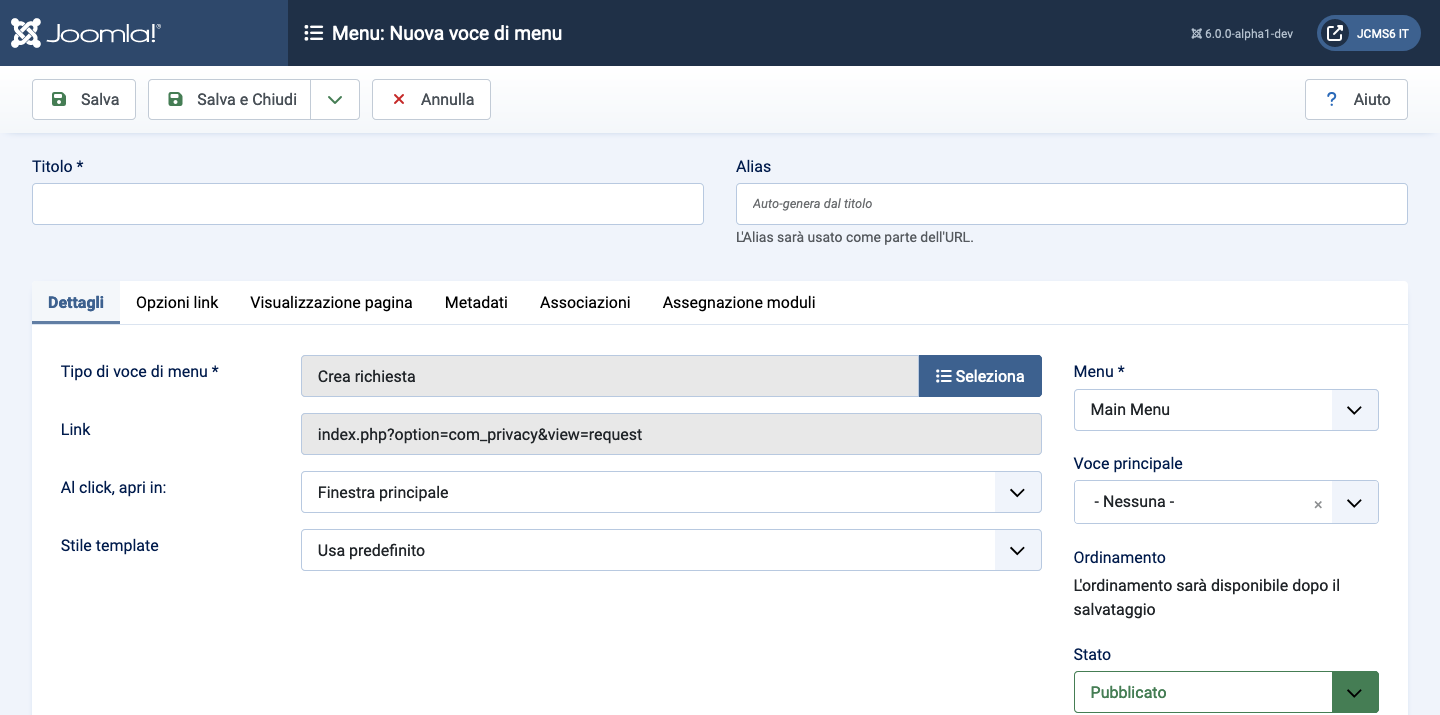 Joomla!®
Menu: Nuova voce di menu
6.0.0-alpha1-dev
JCMS6 IT
Salva
Salva e Chiudi
Annulla
? Aiuto
Titolo *
Alias
Auto-genera dal titolo
L'Alias sarà usato come parte dell'URL.
Dettagli
Opzioni link
Visualizzazione pagina
Metadati
Associazioni
Assegnazione moduli
Tipo di voce di menu *
Crea richiesta
Seleziona
Link
index.php?option=com_privacy&view=request
Al click, apri in:
Finestra principale
Stile template
Usa predefinito
Menu *
Main Menu
Voce principale
- Nessuna - ×
Ordinamento
L'ordinamento sarà disponibile dopo il
salvataggio
Stato
Pubblicato